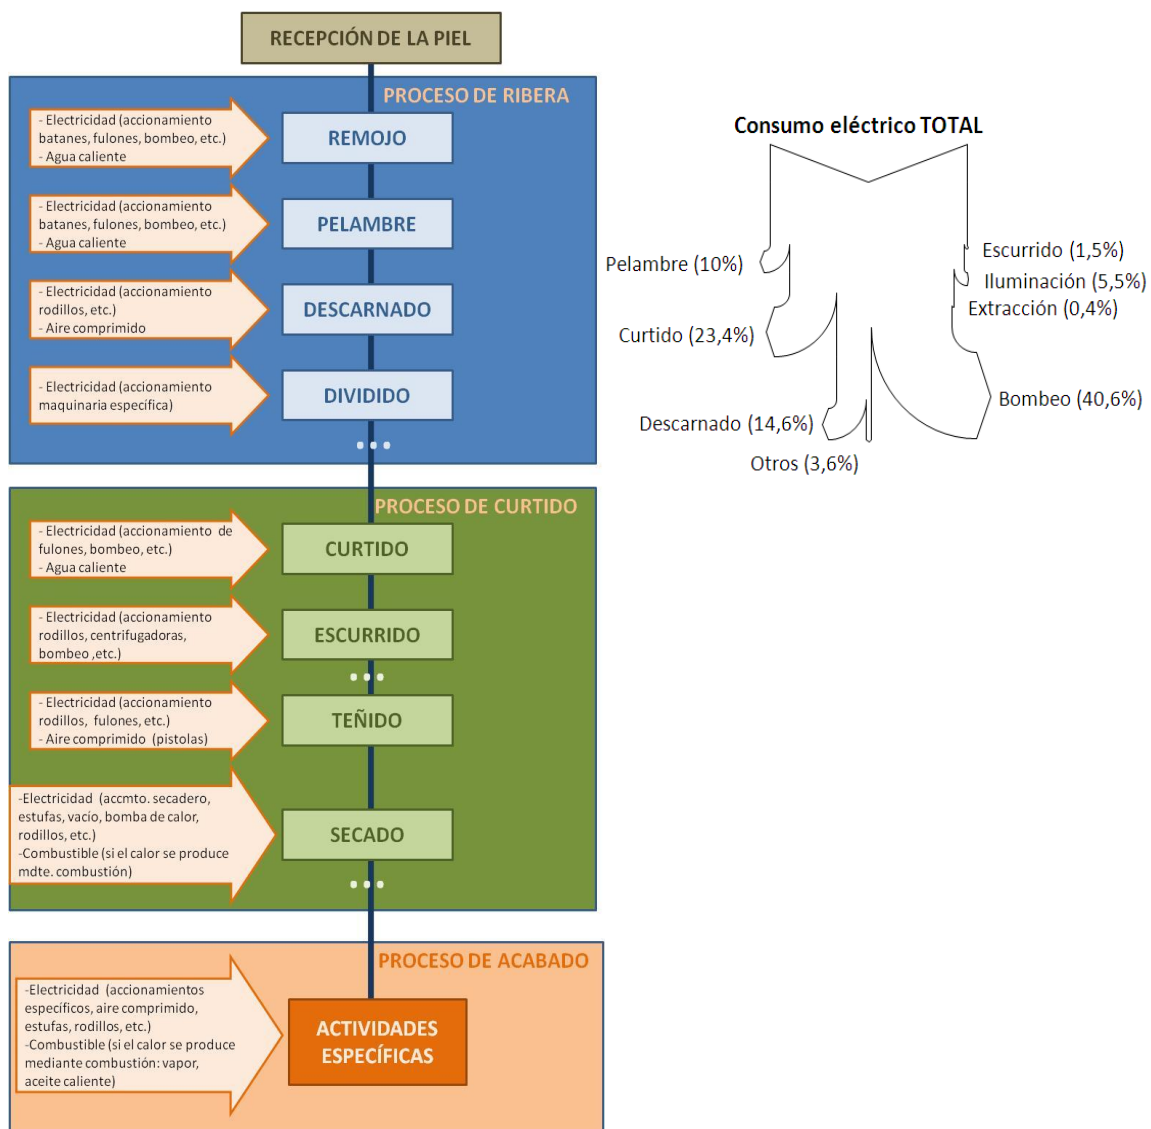 RECEPCIÓN DE LA PIEL
PROCESO DE RIBERA
- Electricidad (accionamiento
batanes, fulones, bombeo, etc.)
- Agua caliente
REMOJO
- Electricidad (accionamiento
batanes, fulones, bombeo, etc.)
- Agua caliente
PELAMBRE
- Electricidad (accionamiento
rodillos, etc.)
- Aire comprimido
DESCARNADO
- Electricidad (accionamiento
maquinaria específica)
DIVIDIDO
...
PROCESO DE CURTIDO
- Electricidad (accionamiento de
fulones, bombeo, etc.)
- Agua caliente
CURTIDO
- Electricidad (accionamiento
rodillos, centrifugadoras,
bombeo ,etc.)
ESCURRIDO
...
- Electricidad (accionamiento
rodillos, fulones, etc.)
- Aire comprimido (pistolas)
TEÑIDO
-Electricidad (accmto. secadero,
estufas, vacío, bomba de calor,
rodillos, etc.)
-Combustible (si el calor se produce
mdte. combustión)
SECADO
...
PROCESO DE ACABADO
-Electricidad (accionamientos
específicos, aire comprimido,
estufas, rodillos, etc.)
-Combustible (si el calor se produce
mediante combustión: vapor,
aceite caliente)
ACTIVIDADES
ESPECÍFICAS
Consumo eléctrico TOTAL
Pelambre (10%)
Escurrido (1,5%)
Iluminación (5,5%)
Extracción (0,4%)
Curtido (23,4%)
Bombeo (40,6%)
Descarnado (14,6%)
Otros (3,6%)